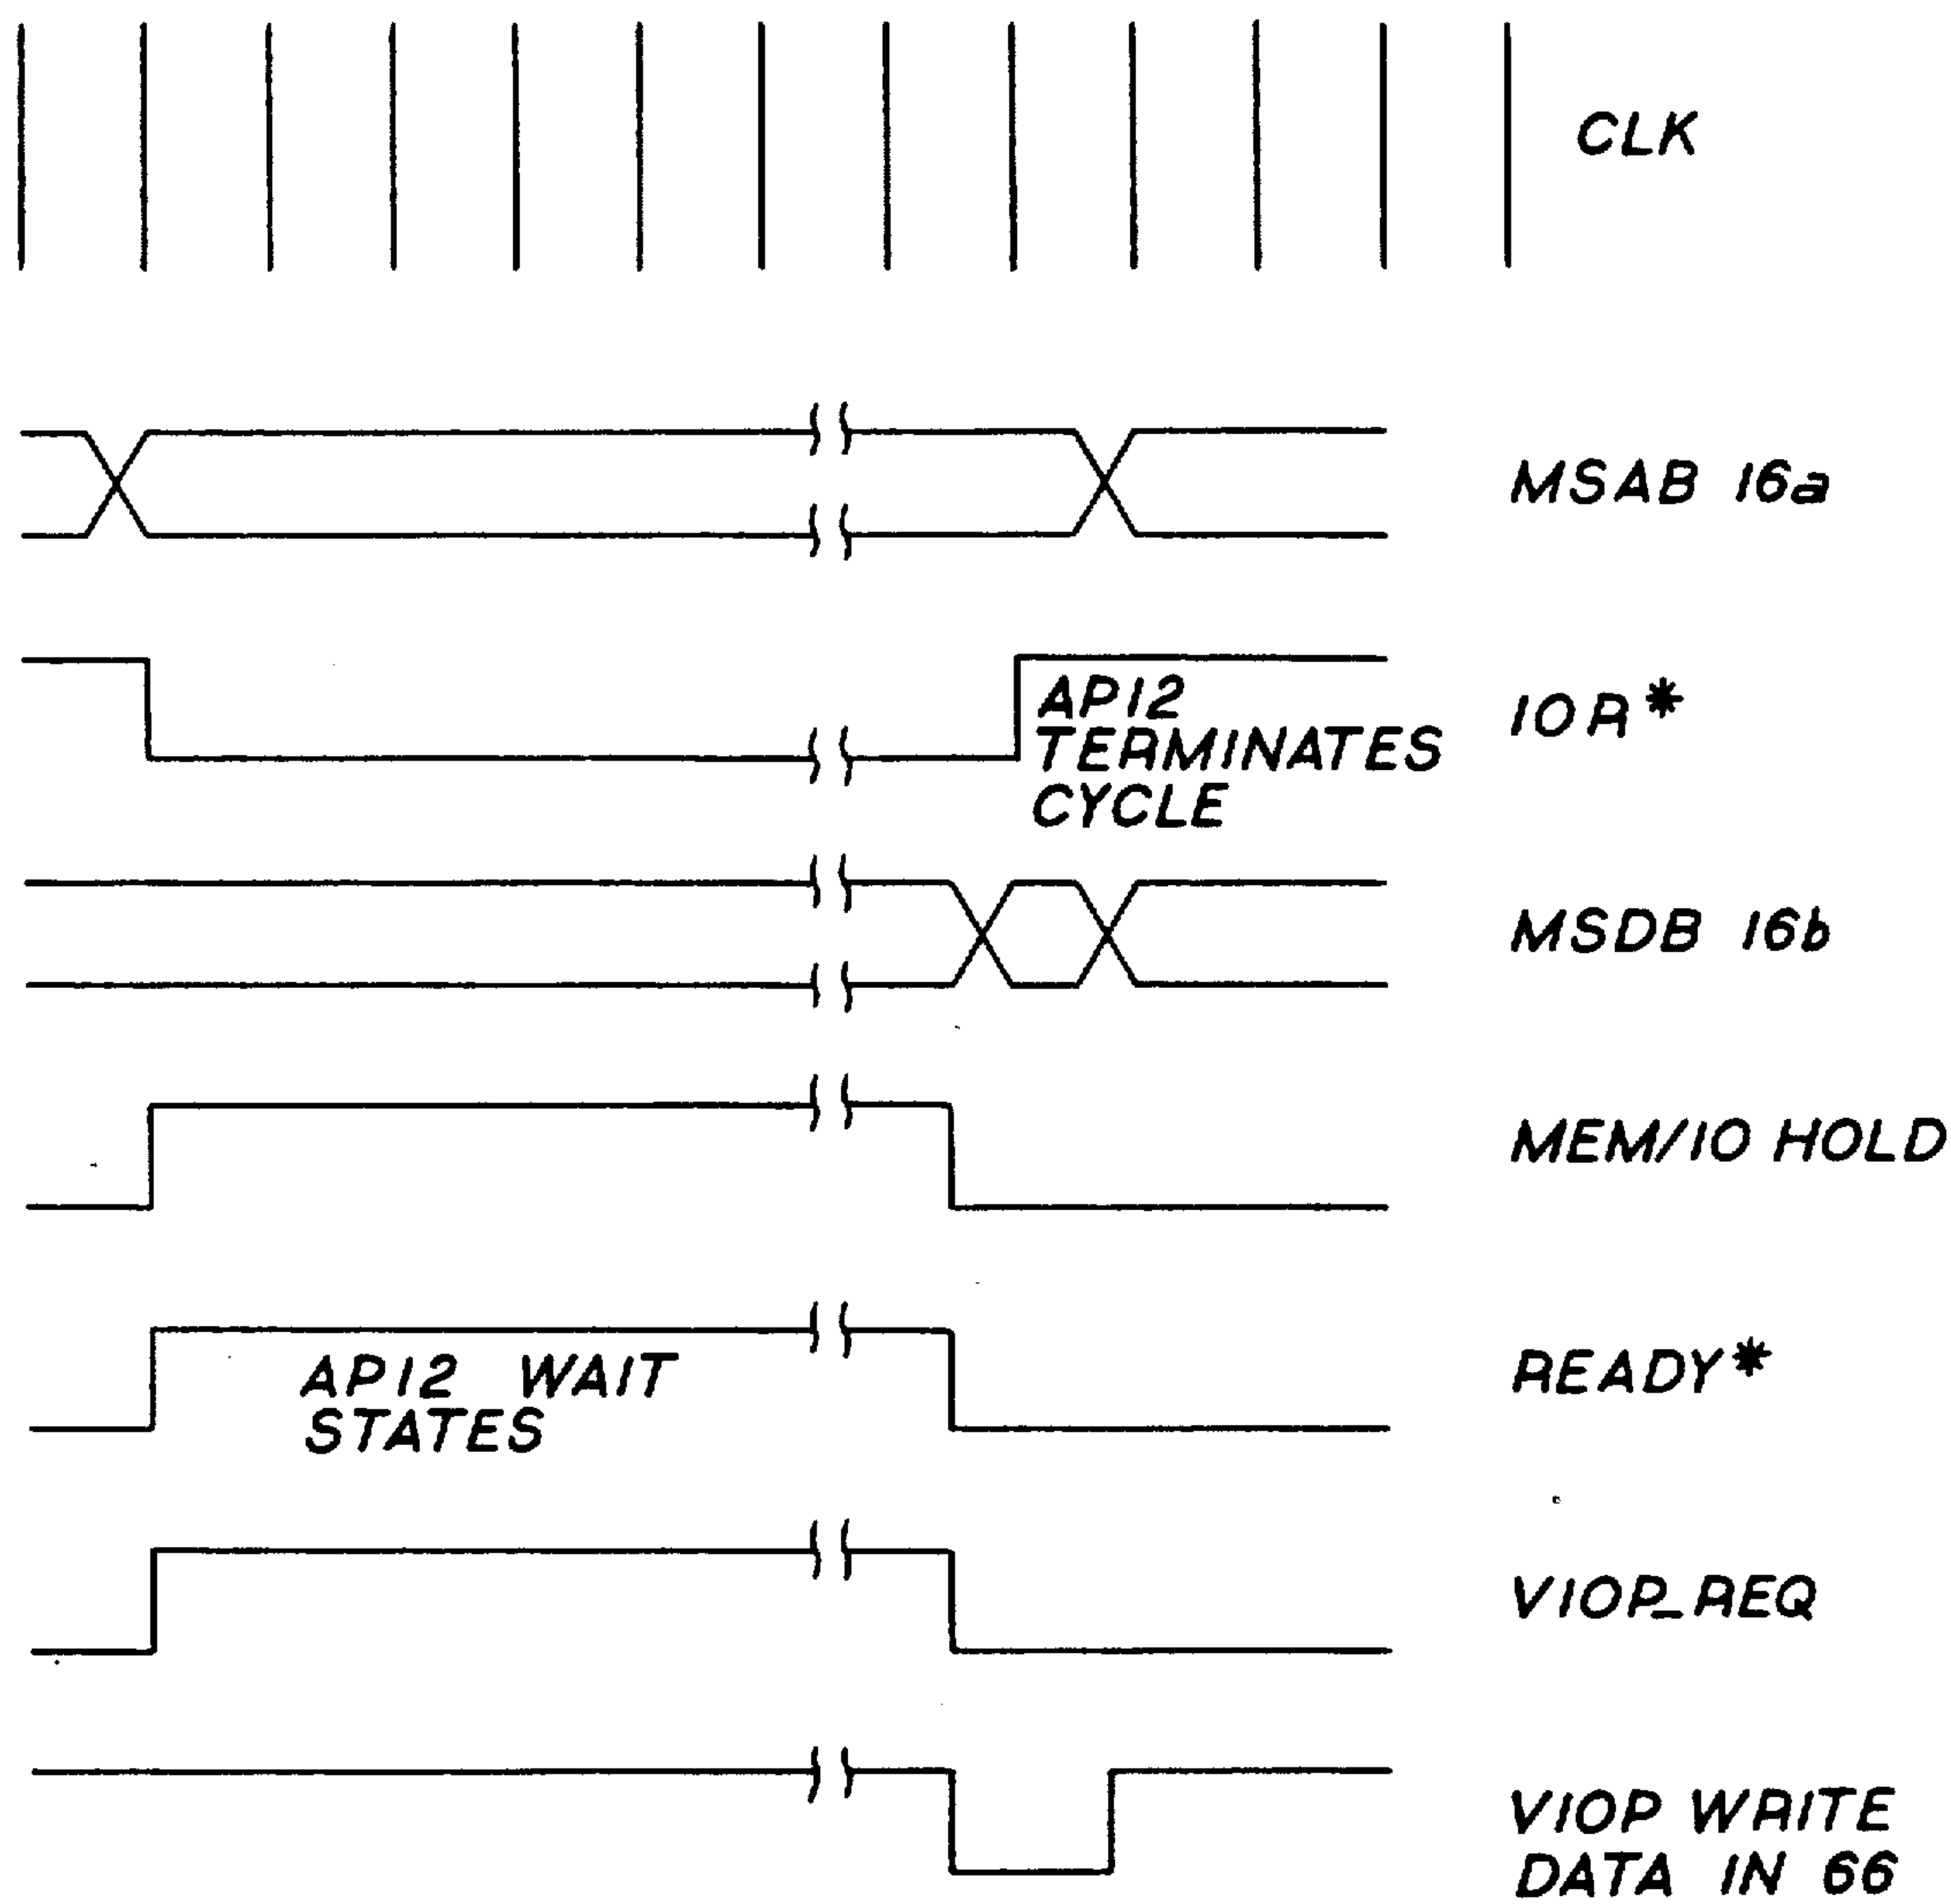 CLK
MSAB 16a
IOR*
AP12
TERMINATES
CYCLE
MSDB 16b
MEM/IO HOLD
READY*
AP12 WAIT
STATES
VIOP_REQ
VIOP WRITE
DATA IN 66